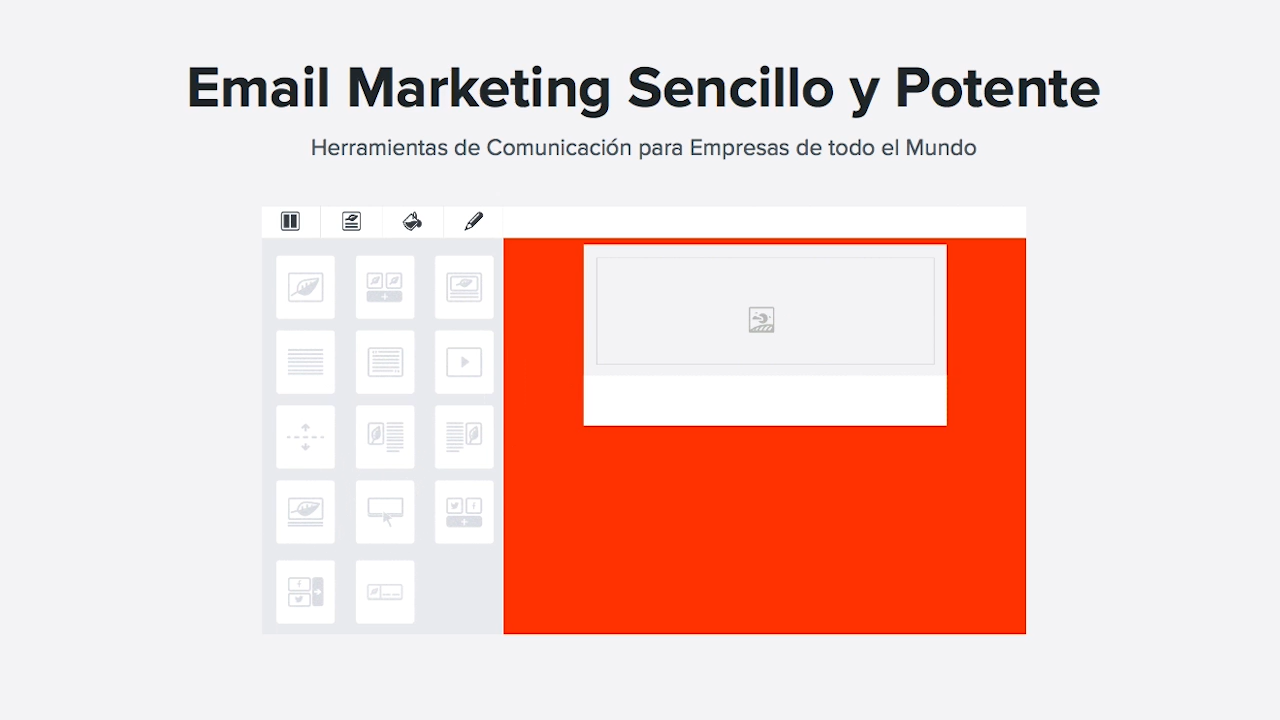 Email Marketing Sencillo y Potente
Herramientas de Comunicación para Empresas de todo el Mundo